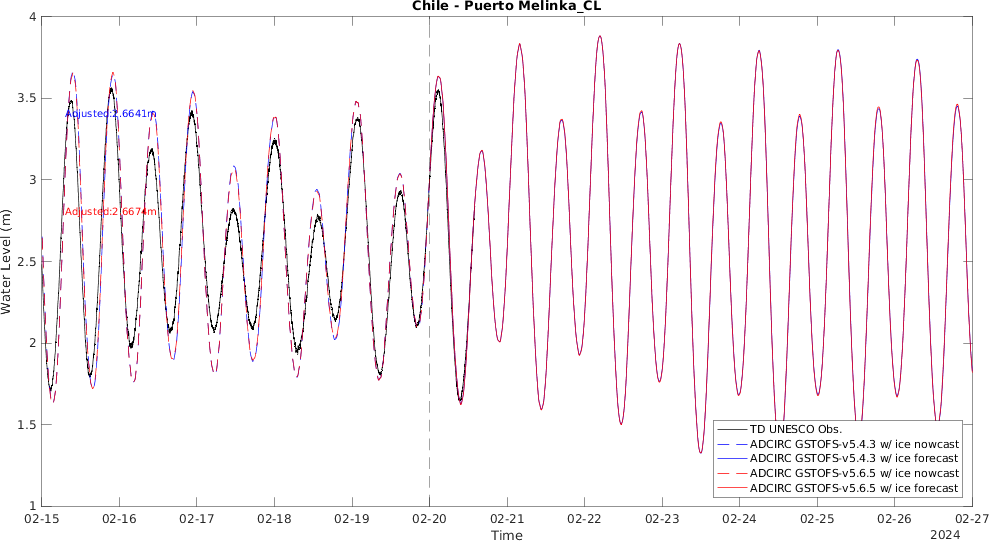 Chile - Puerto Melinka_CL
4
3.5
3
2.5
2
1.5
1
Water Level (m)
Adjusted:2.6641m
Adjusted:2.6674m
TD UNESCO Obs.
ADCIRC GSTOFS-v5.4.3 w/ ice nowcast
ADCIRC GSTOFS-v5.4.3 w/ ice forecast
ADCIRC GSTOFS-v5.6.5 w/ ice nowcast
ADCIRC GSTOFS-v5.6.5 w/ ice forecast
02-15 02-16 02-17 02-18 02-19 02-20 02-21 02-22 02-23 02-24 02-25 02-26 02-27
Time
2024